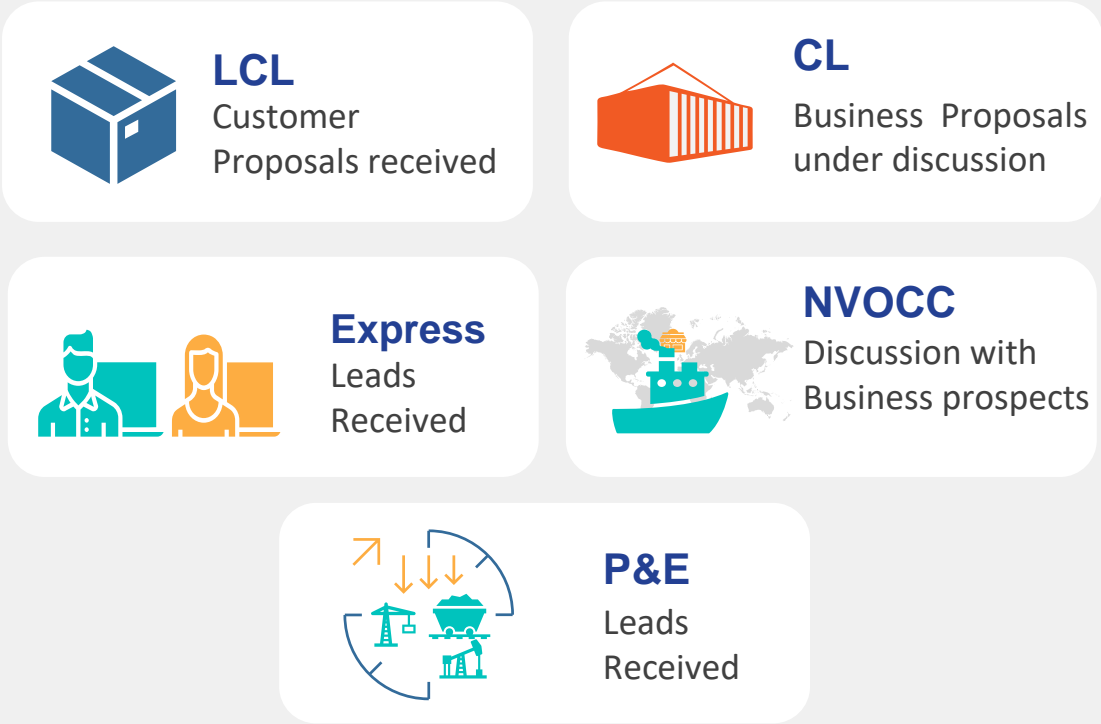 LCL
Customer
Proposals received
CL
Business Proposals
under discussion
Express
Leads
Received
NVOCC
Discussion with
Business prospects
P&E
Leads
Received